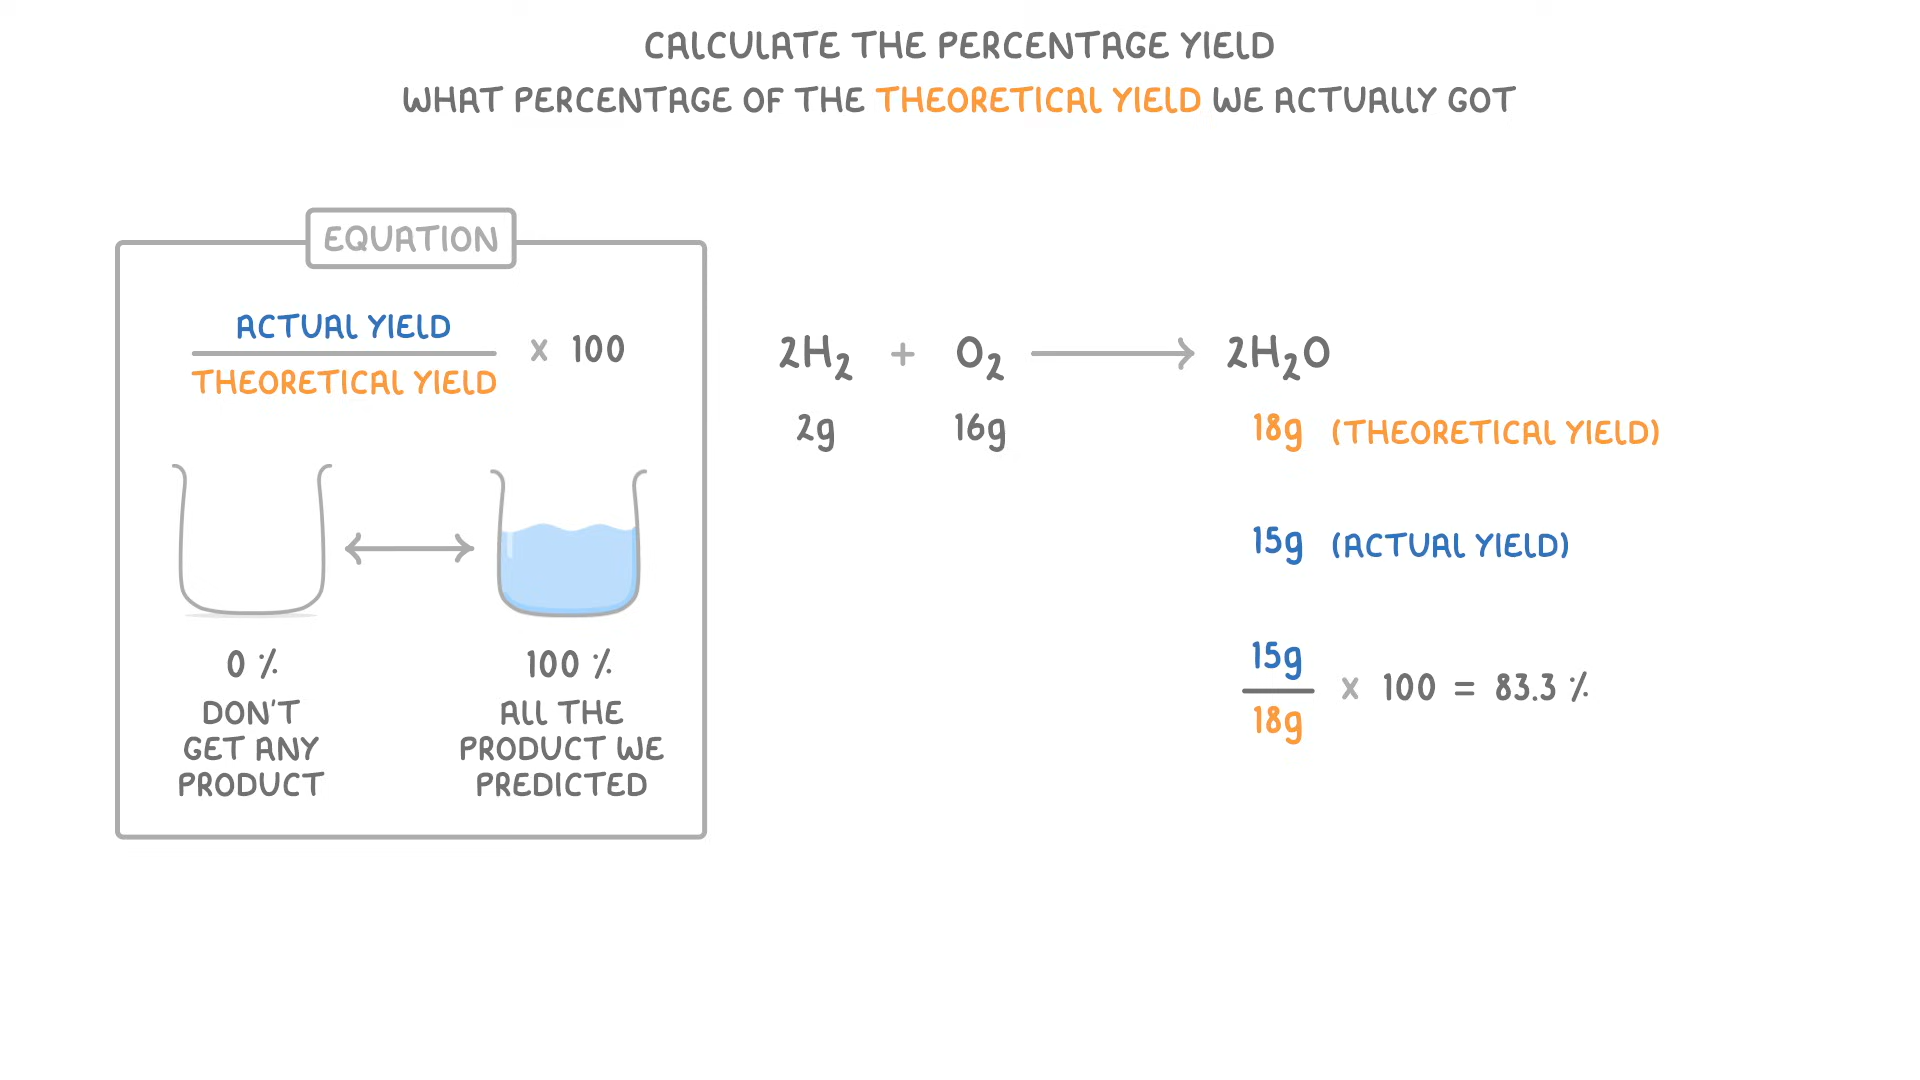 CALCULATE THE PERCENTAGE YIELD
WHAT PERCENTAGE OF THE THEORETICAL YIELD WE ACTUALLY GOT
EQUATION
ACTUAL YIELD
THEORETICAL YIELD
x 100
0 %
DON'T
GET ANY
PRODUCT
100 %
ALL THE
PRODUCT WE
PREDICTED
2H₂ + O₂ ⟶ 2H₂O
2g 16g 18g (THEORETICAL YIELD)
15g (ACTUAL YIELD)
15g
18g
x 100 = 83.3 %